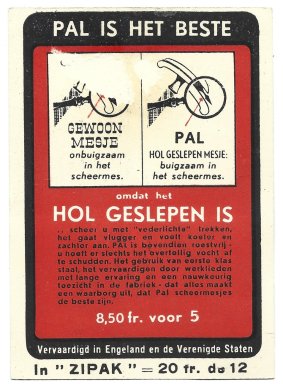 PAL IS HET BESTE
GEWOON
MESJE
onbuigzaam
in het
scheermes.
PAL
HOL GESLEPEN MESJE:
buigzaam in het
scheermes.
omdat het
HOL GESLEPEN IS
,, scheer u met "vederlichte" trekken,
het gaat vlugger en voelt koeler en
zachter aan. PAL is bovendien roestvrij-
u hoeft er slechts het overtollig vocht af
te schudden. Het gebruik van eerste klas
staal, het vervaardigen door werklieden
met lange ervaring en een nauwkeurig
toezicht in de fabriek - dat alles maakt
een waarborg uit, dat Pal scheermesjes
de beste zijn.
8,50 fr. voor 5
Vervaardigd in Engeland en de Verenigde Staten
In "ZIPAK" = 20 fr. de 12